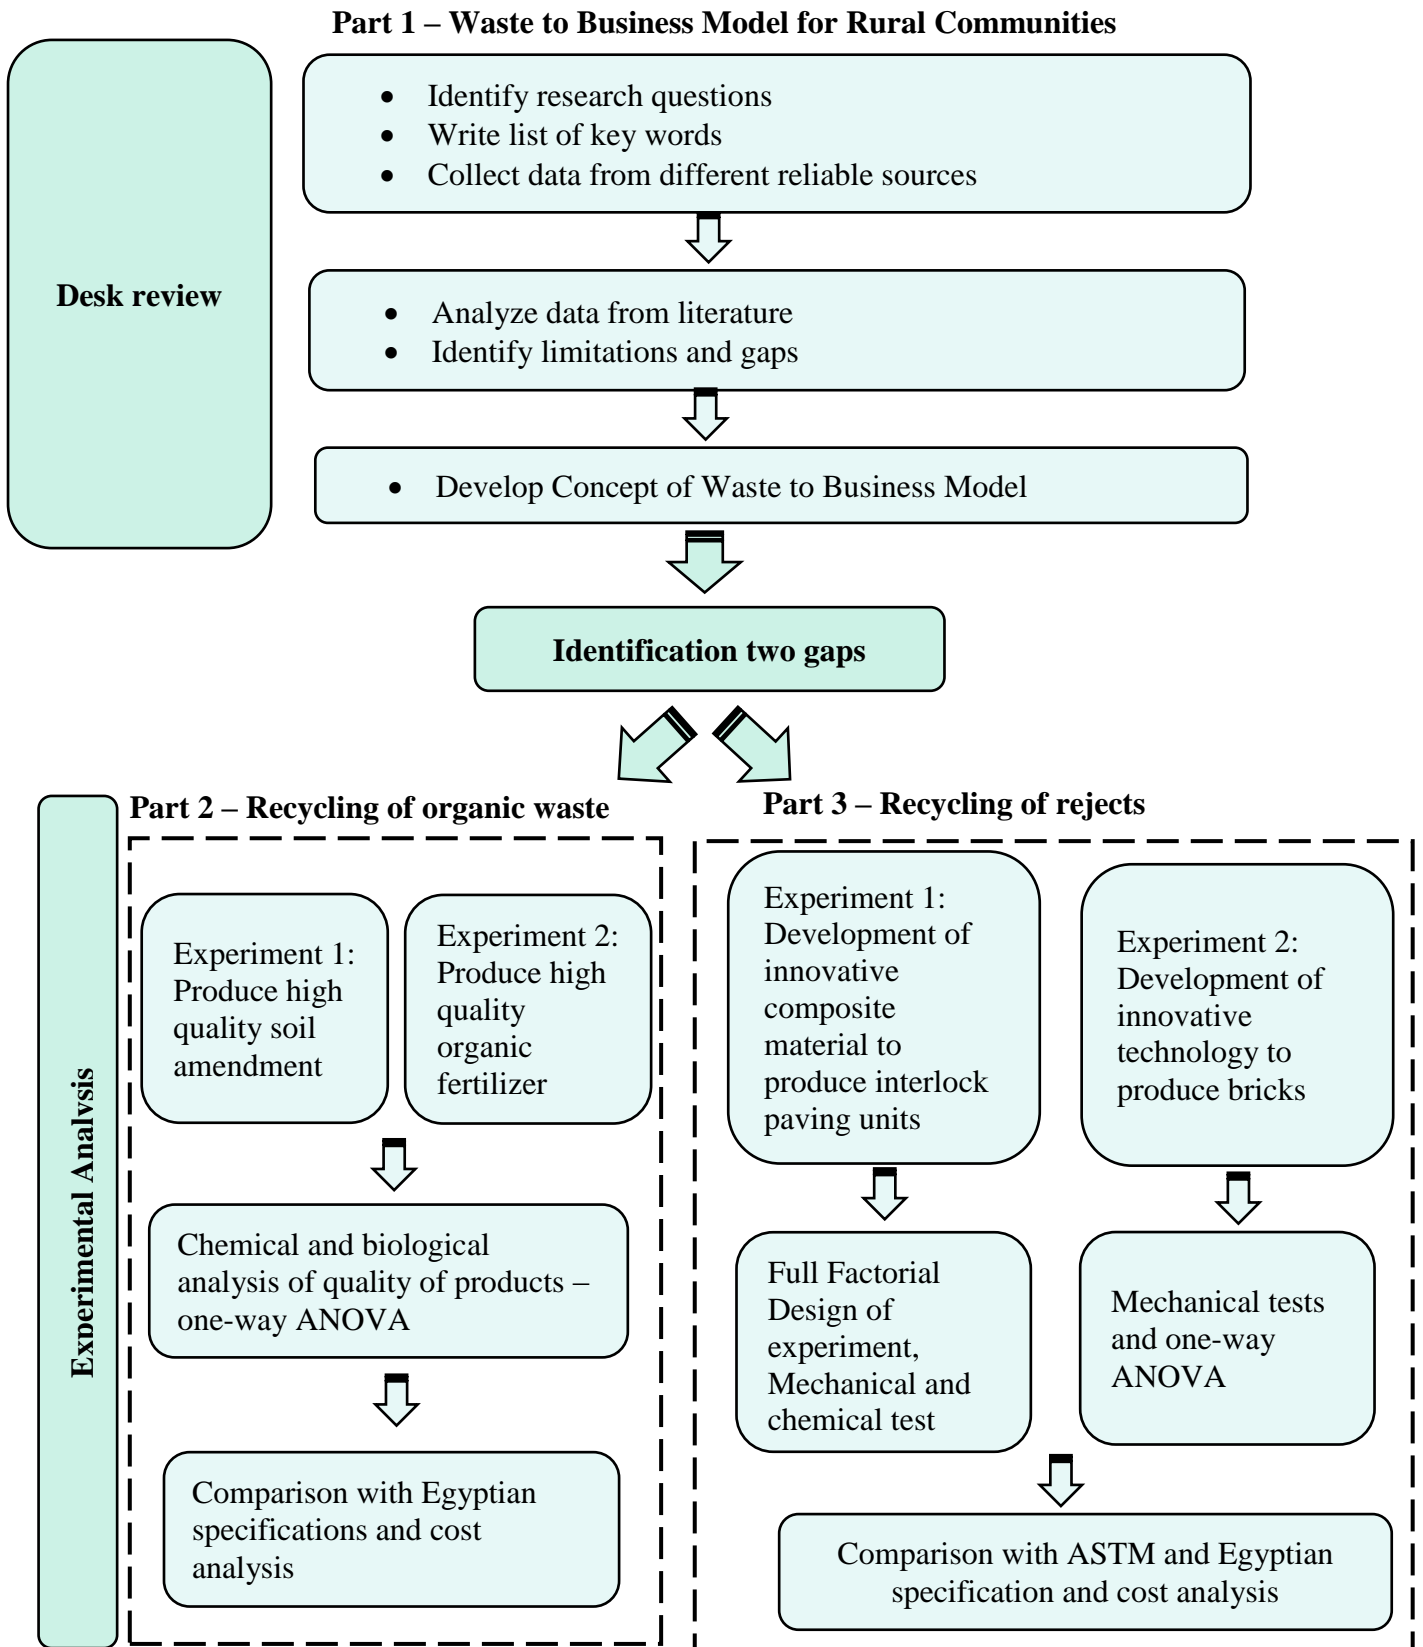 Part 1 – Waste to Business Model for Rural Communities
Desk review
• Identify research questions
• Write list of key words
• Collect data from different reliable sources
• Analyze data from literature
• Identify limitations and gaps
• Develop Concept of Waste to Business Model
Identification two gaps
Experimental Analysis
Part 2 – Recycling of organic waste
Experiment 1:
Produce high
quality soil
amendment
Experiment 2:
Produce high
quality
organic
fertilizer
Chemical and biological
analysis of quality of products –
one-way ANOVA
Comparison with Egyptian
specifications and cost
analysis
Part 3 – Recycling of rejects
Experiment 1:
Development of
innovative
composite
material to
produce interlock
paving units
Experiment 2:
Development of
innovative
technology to
produce bricks
Full Factorial
Design of
experiment,
Mechanical and
chemical test
Mechanical tests
and one-way
ANOVA
Comparison with ASTM and Egyptian
specification and cost analysis